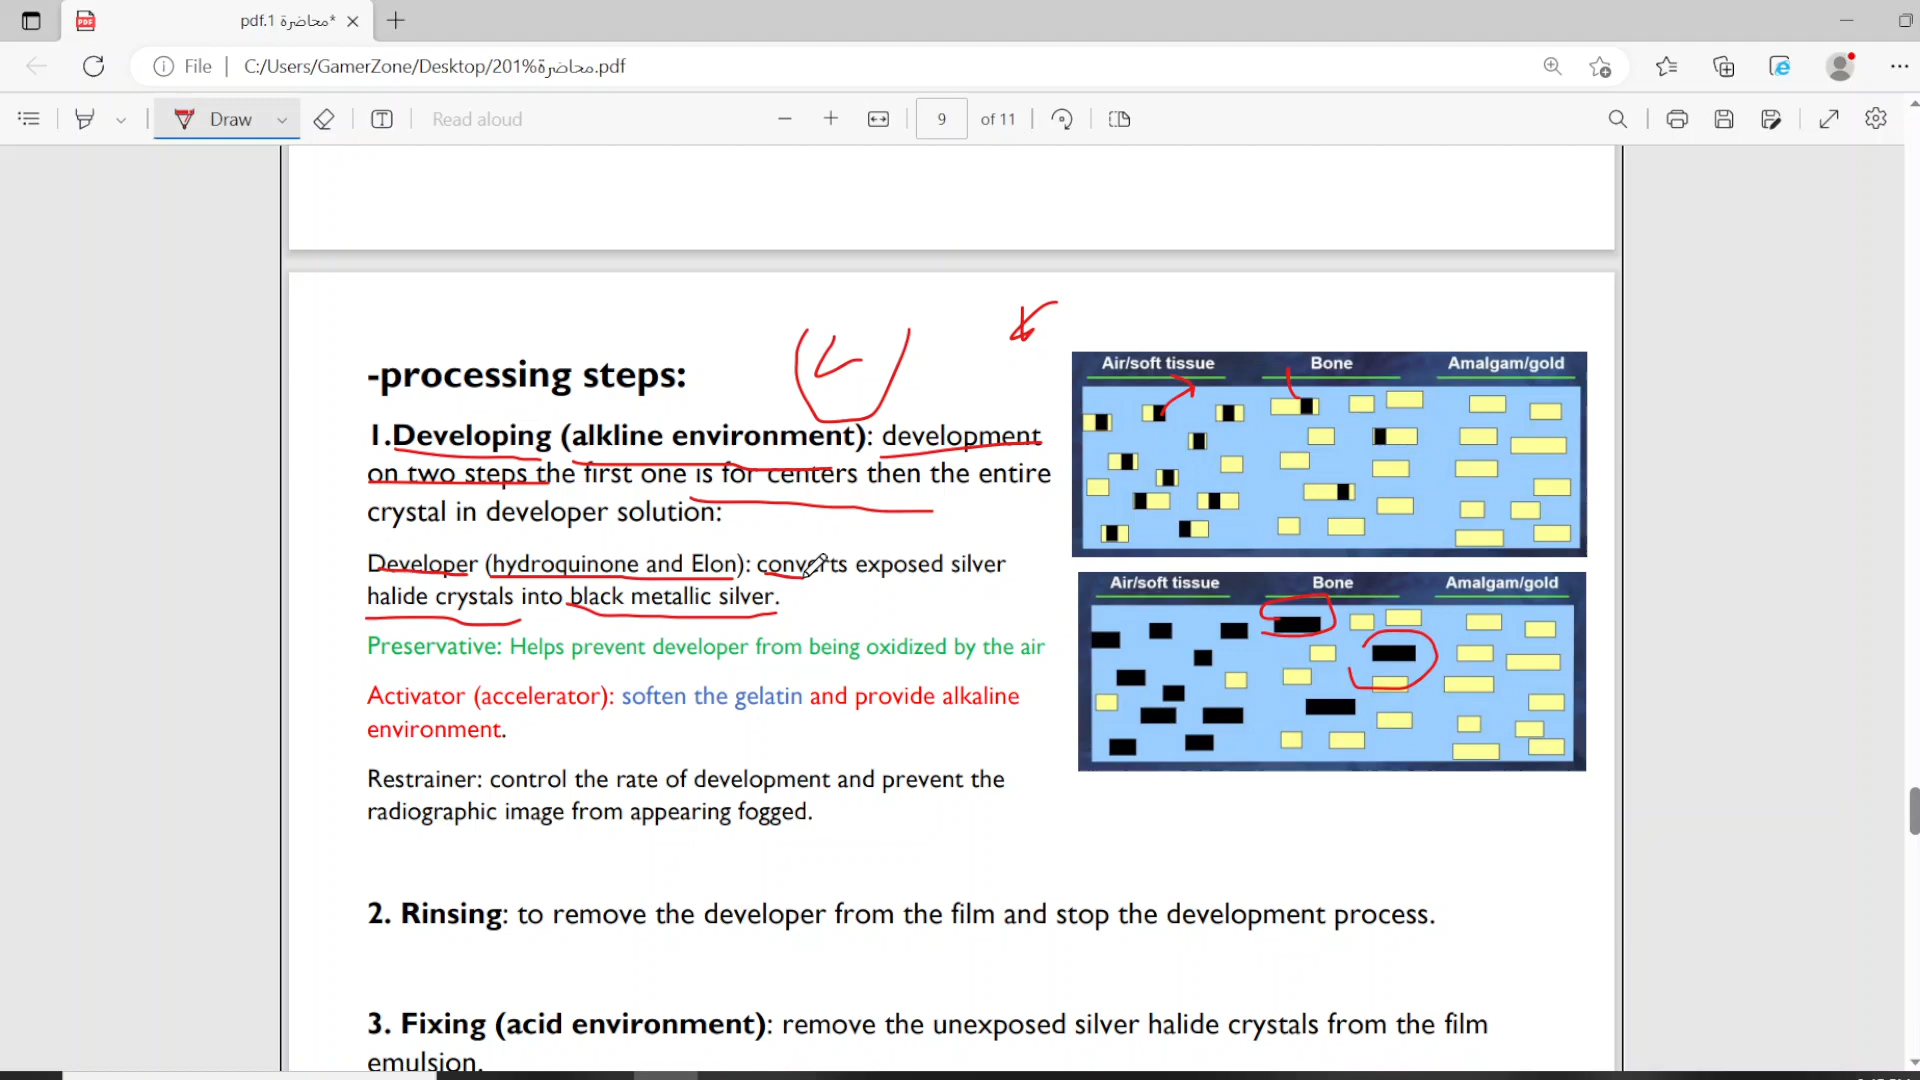 محاضرة 1.pdf*
File
C:/Users/GamerZone/Desktop/201%محاضرة.pdf
Draw
Read aloud
9
of 11
-processing steps:
1.Developing (alkline environment): development
on two steps the first one is for centers then the entire
crystal in developer solution:
Developer (hydroquinone and Elon): converts exposed silver
halide crystals into black metallic silver.
Preservative: Helps prevent developer from being oxidized by the air
Activator (accelerator): soften the gelatin and provide alkaline
environment.
Restrainer: control the rate of development and prevent the
radiographic image from appearing fogged.
Air/soft tissue Bone Amalgam/gold
Air/soft tissue Bone Amalgam/gold
2. Rinsing: to remove the developer from the film and stop the development process.
3. Fixing (acid environment): remove the unexposed silver halide crystals from the film
emulsion.